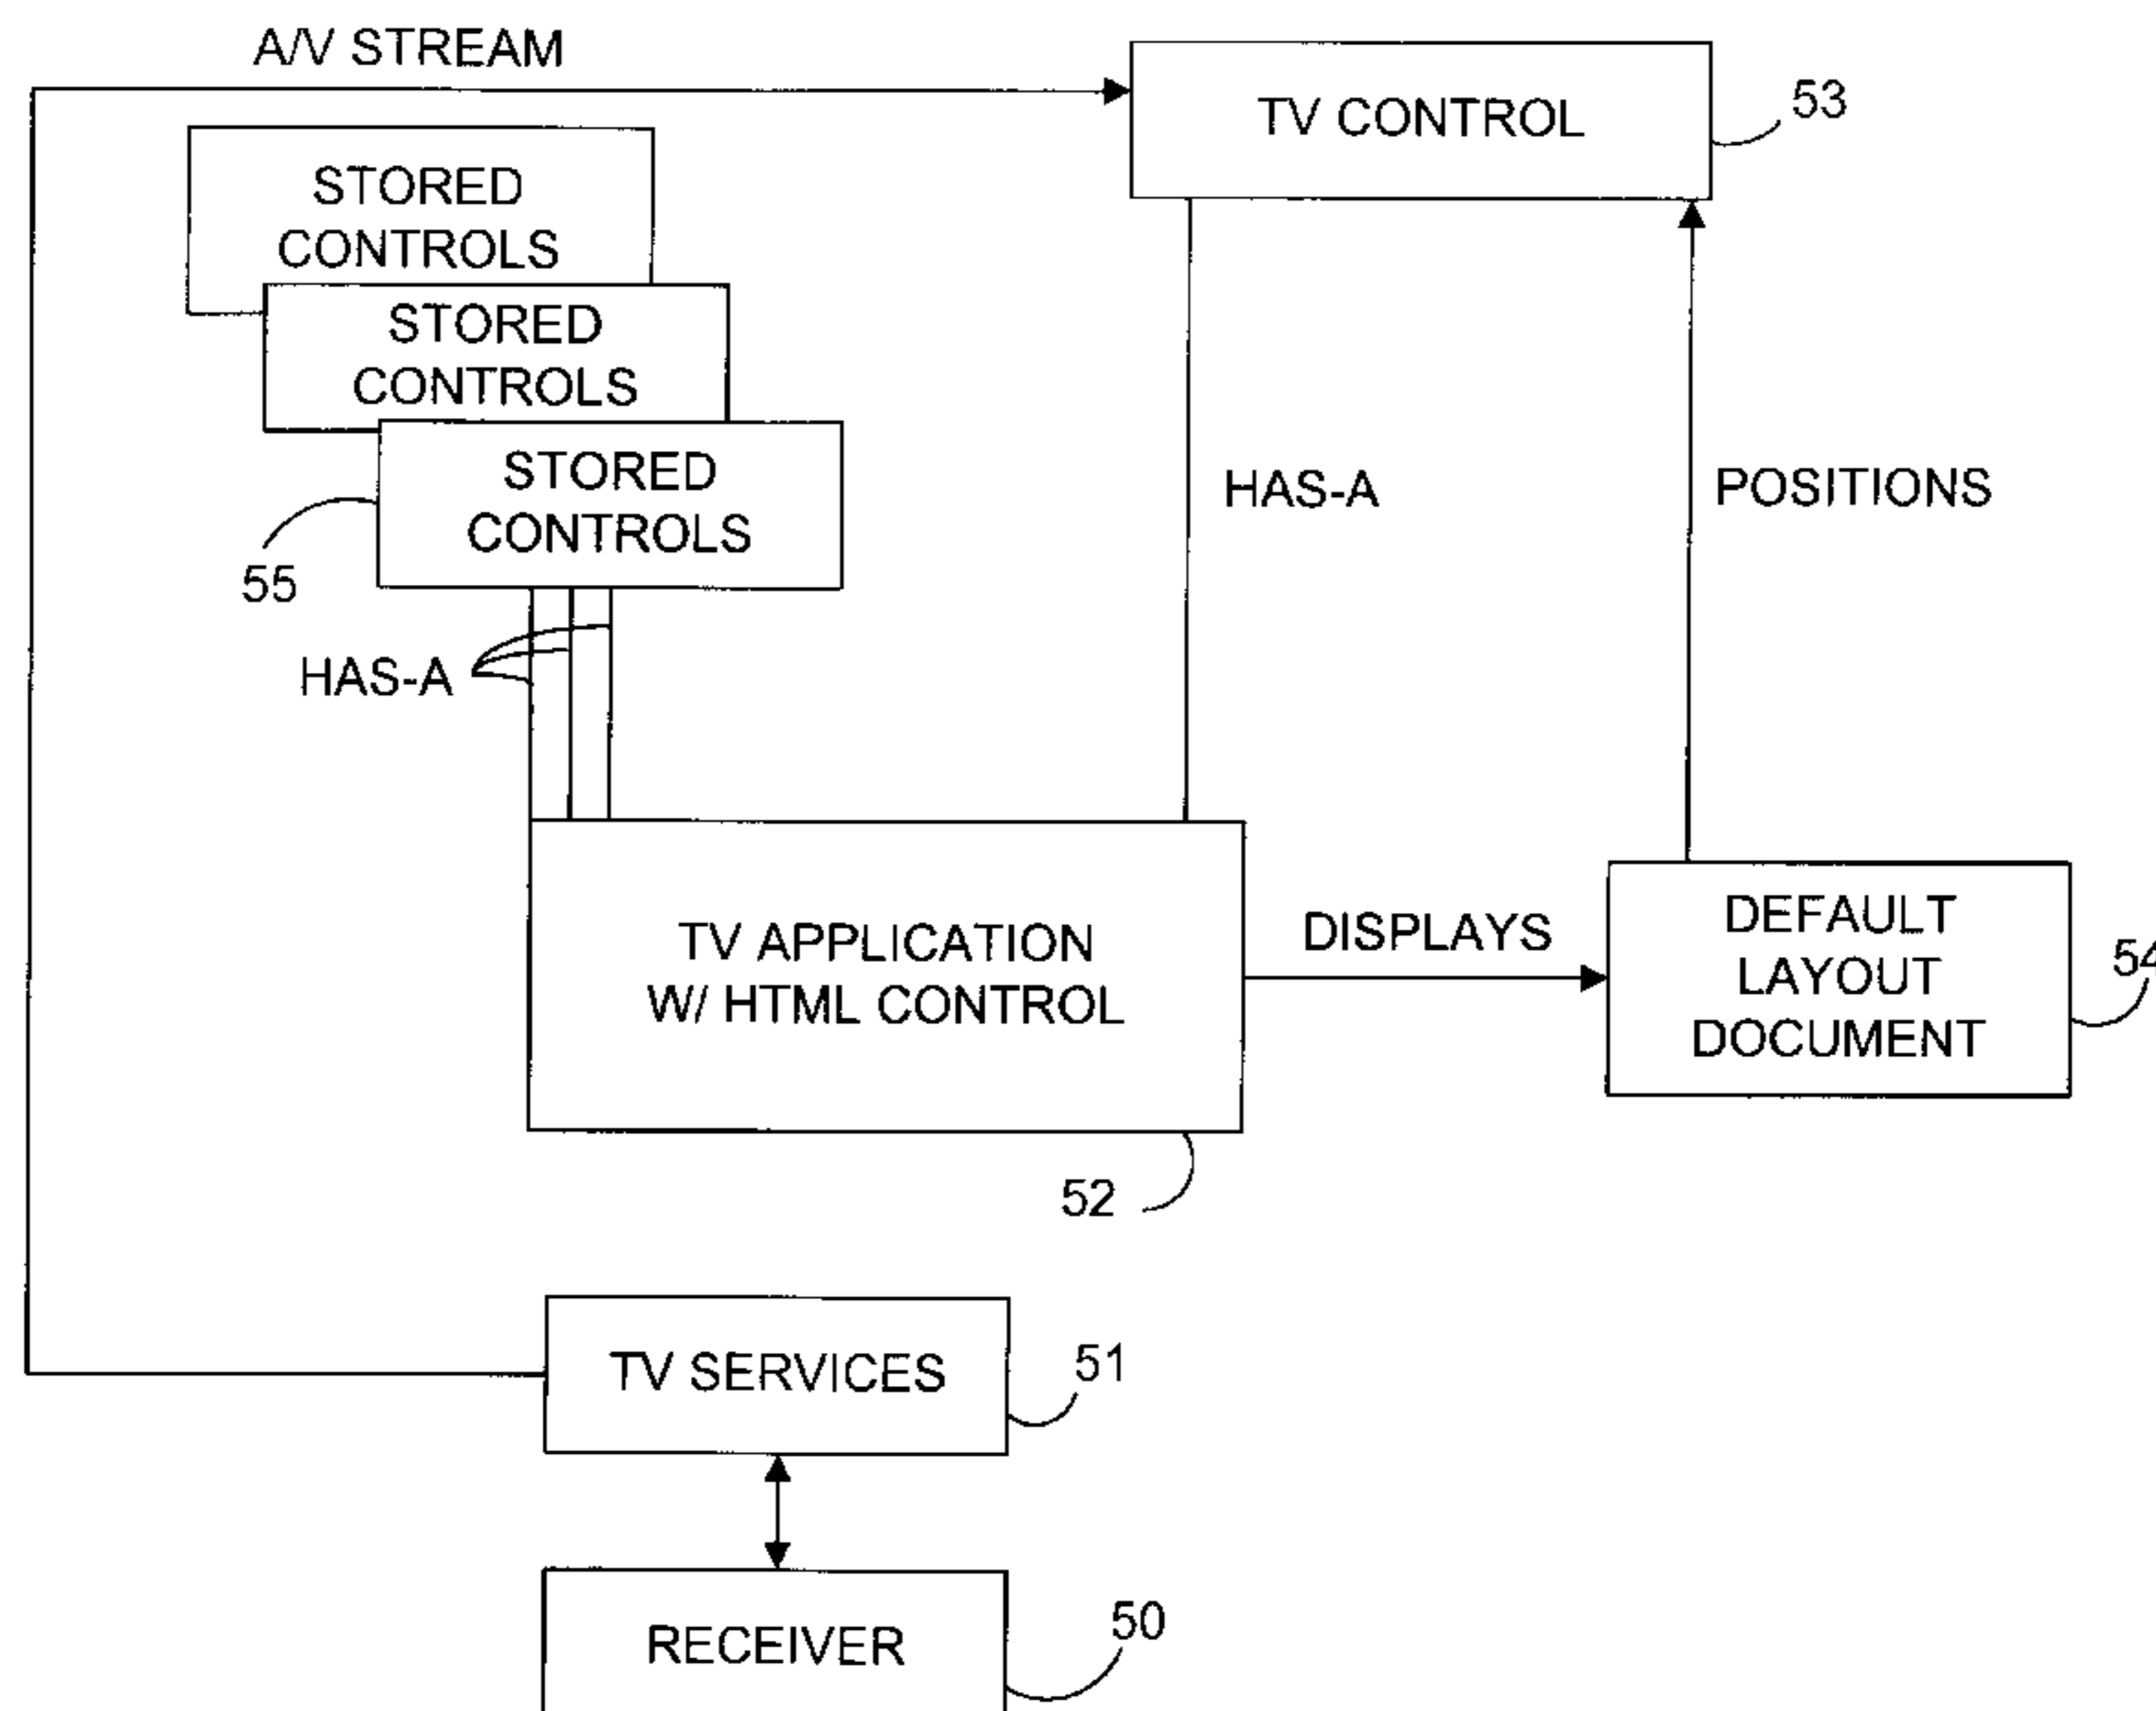 A/V STREAM
TV CONTROL
53
STORED
CONTROLS
STORED
CONTROLS
STORED
CONTROLS
55
HAS-A
HAS-A
POSITIONS
TV APPLICATION
W/ HTML CONTROL
52
DISPLAYS
DEFAULT
LAYOUT
DOCUMENT
54
TV SERVICES
51
RECEIVER
50